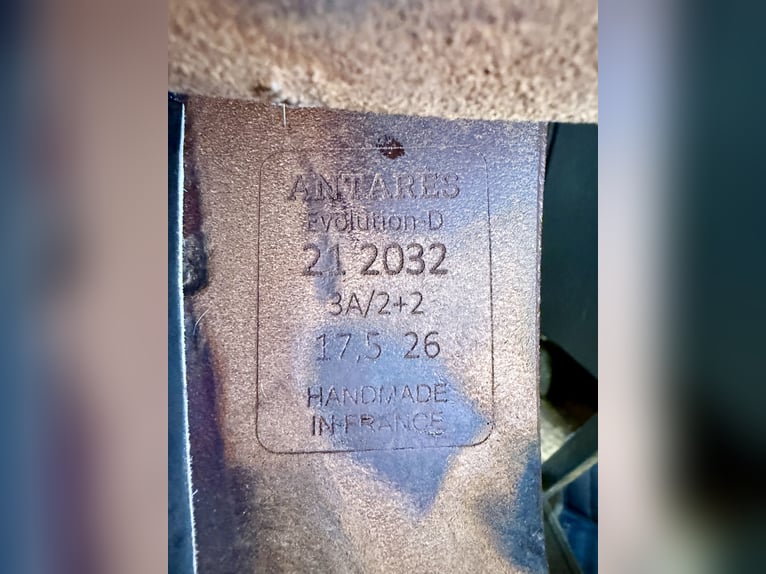 ANTARES
Evolution-D
21 2032
3A/2+2
17,5 26
HANDMADE
IN FRANCE